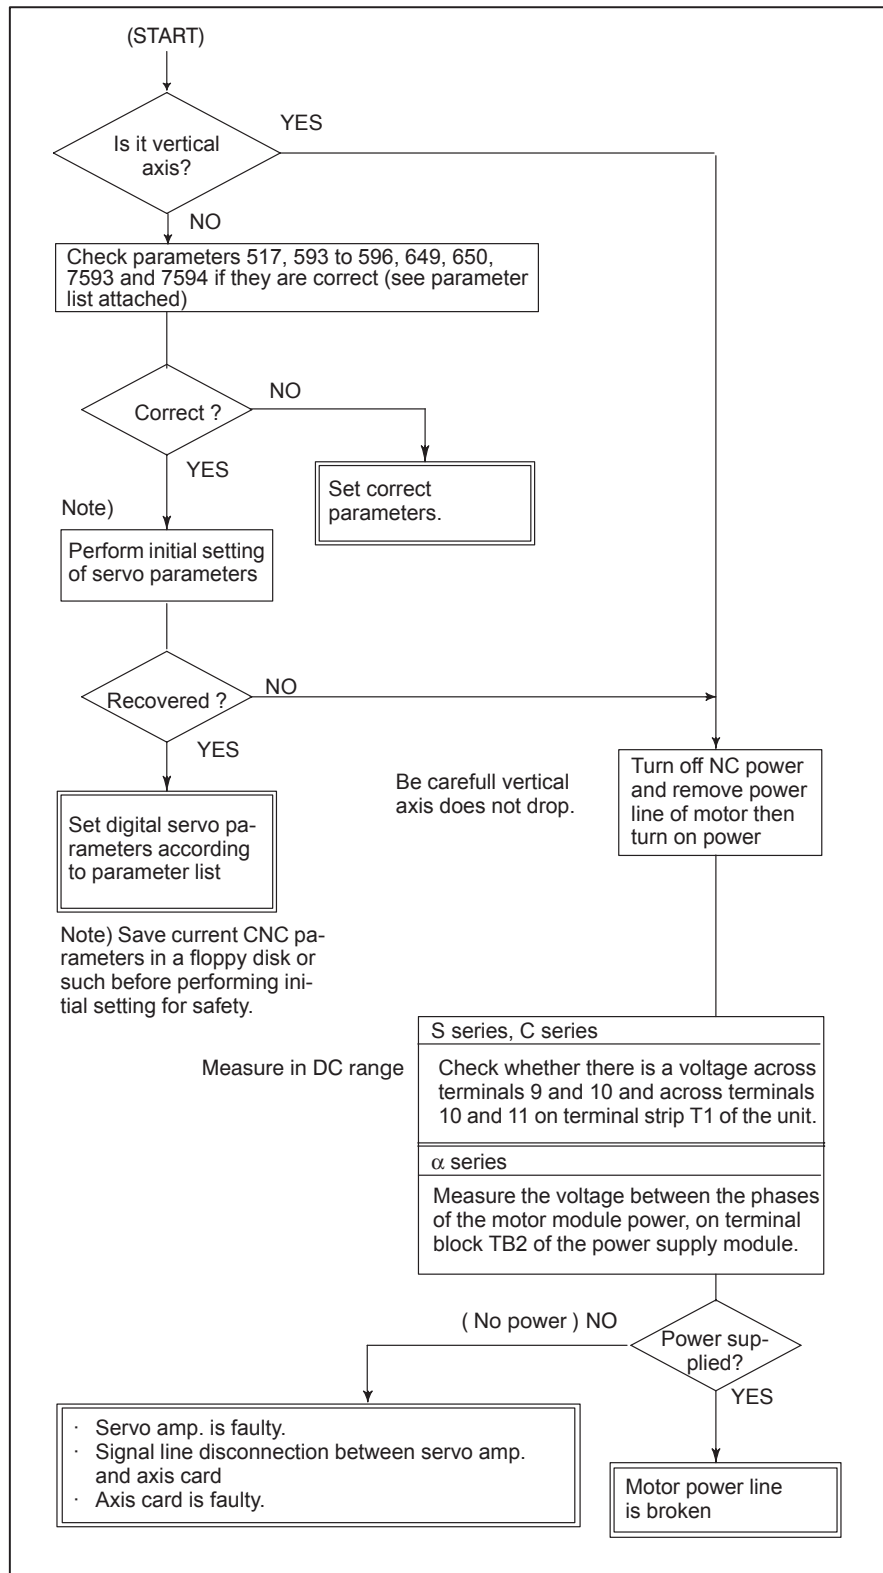 (START)
YES
Is it vertical
axis?
NO
Check parameters 517, 593 to 596, 649, 650,
7593 and 7594 if they are correct (see parameter
list attached)
NO
Correct ?
YES
Set correct
parameters.
Note)
Perform initial setting
of servo parameters
NO
Recovered ?
YES
Be carefull vertical
axis does not drop.
Turn off NC power
and remove power
line of motor then
turn on power
Set digital servo pa-
rameters according
to parameter list
Note) Save current CNC pa-
rameters in a floppy disk or
such before performing ini-
tial setting for safety.
S series, C series
Measure in DC range
Check whether there is a voltage across
terminals 9 and 10 and across terminals
10 and 11 on terminal strip T1 of the unit.
α series
Measure the voltage between the phases
of the motor module power, on terminal
block TB2 of the power supply module.
( No power ) NO
Power sup-
plied?
YES
· Servo amp. is faulty.
· Signal line disconnection between servo amp.
and axis card
· Axis card is faulty.
Motor power line
is broken